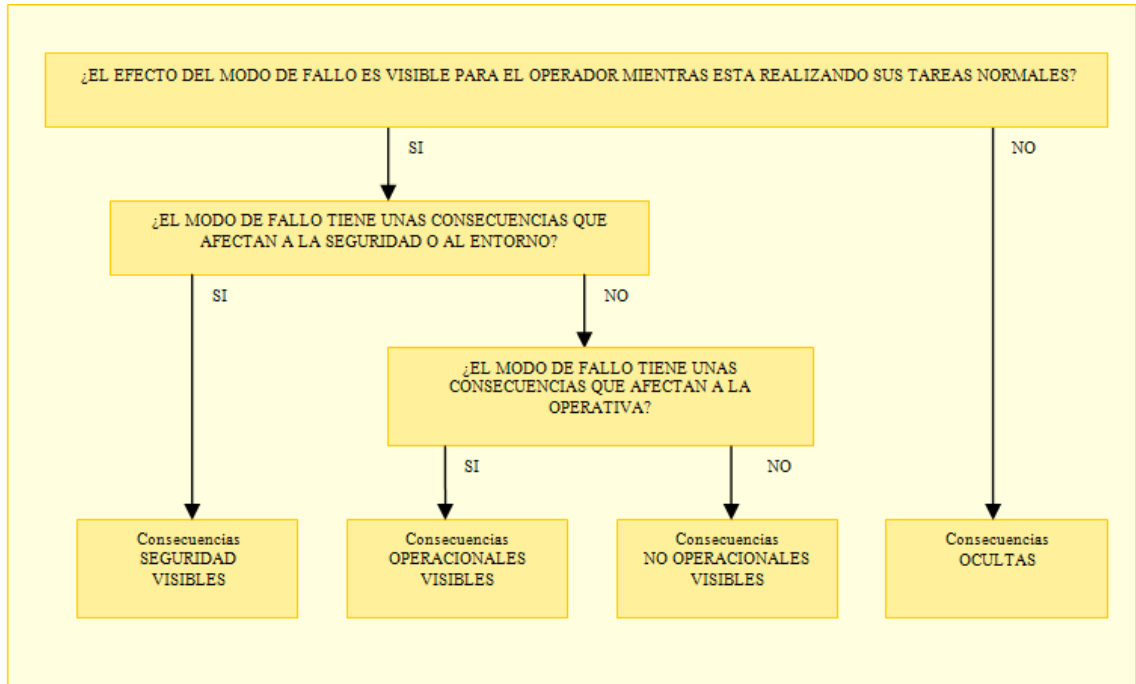 ¿EL EFECTO DEL MODO DE FALLO ES VISIBLE PARA EL OPERADOR MIENTRAS ESTA REALIZANDO SUS TAREAS NORMALES?
SI
NO
¿EL MODO DE FALLO TIENE UNAS CONSECUENCIAS QUE
AFECTAN A LA SEGURIDAD O AL ENTORNO?
SI
NO
¿EL MODO DE FALLO TIENE UNAS
CONSECUENCIAS QUE AFECTAN A LA
OPERATIVA?
SI
NO
Consecuencias
SEGURIDAD
VISIBLES
Consecuencias
OPERACIONALES
VISIBLES
Consecuencias
NO OPERACIONALES
VISIBLES
Consecuencias
OCULTAS